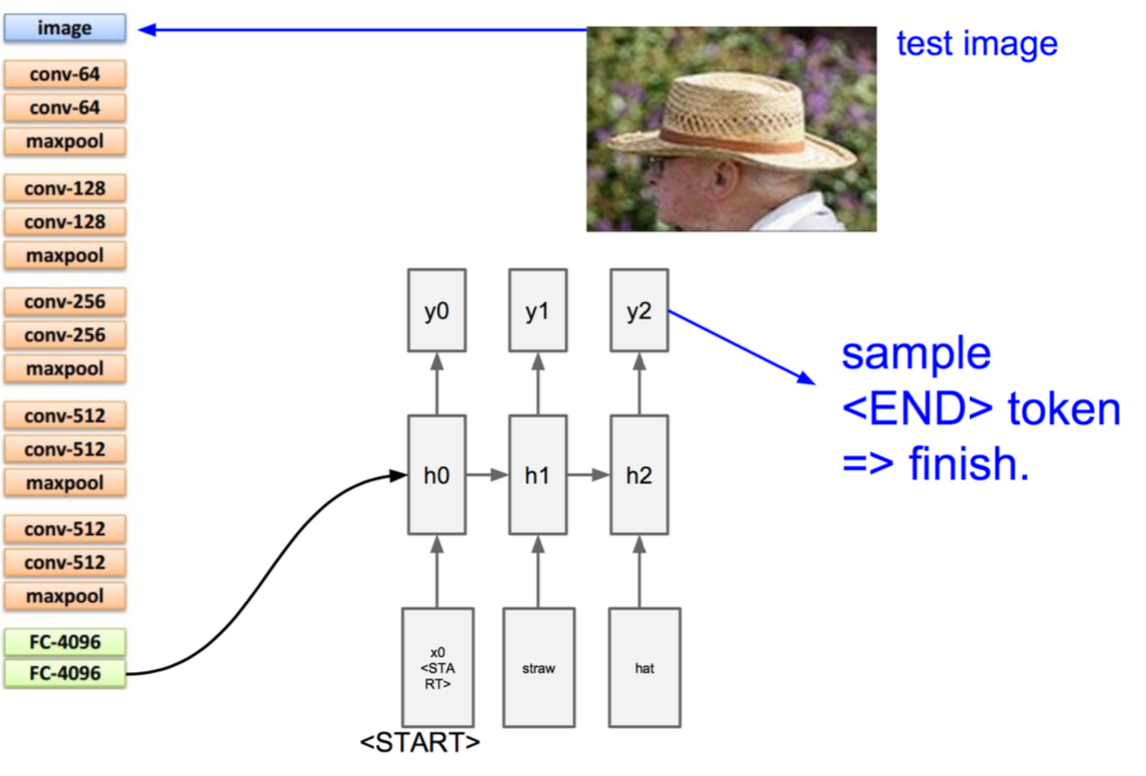 image
conv-64
conv-64
maxpool
conv-128
conv-128
maxpool
conv-256
conv-256
maxpool
conv-512
conv-512
maxpool
conv-512
conv-512
maxpool
FC-4096
FC-4096
test image
y0
y1
y2
sample
<END> token
=> finish.
h0
h1
h2
x0
<STA
RT>
straw
hat
<START>